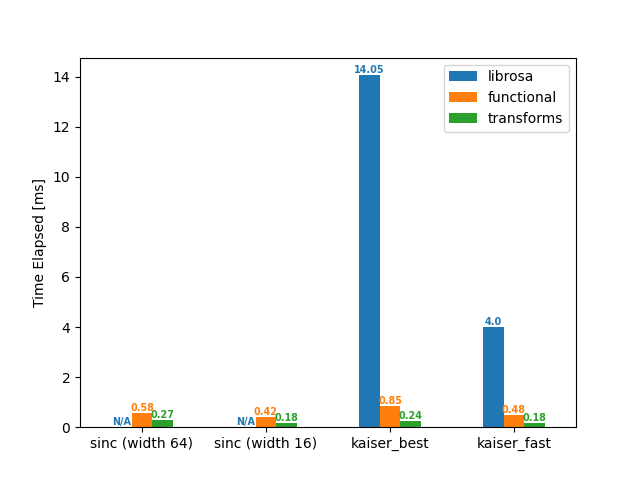 14.05
librosa
functional
transforms
14
12
10
8
6
4
2
0
Time Elapsed [ms]
4.0
N/A
0.58
0.27
N/A
0.42
0.18
0.85
0.24
0.48
0.18
sinc (width 64)
sinc (width 16)
kaiser_best
kaiser_fast